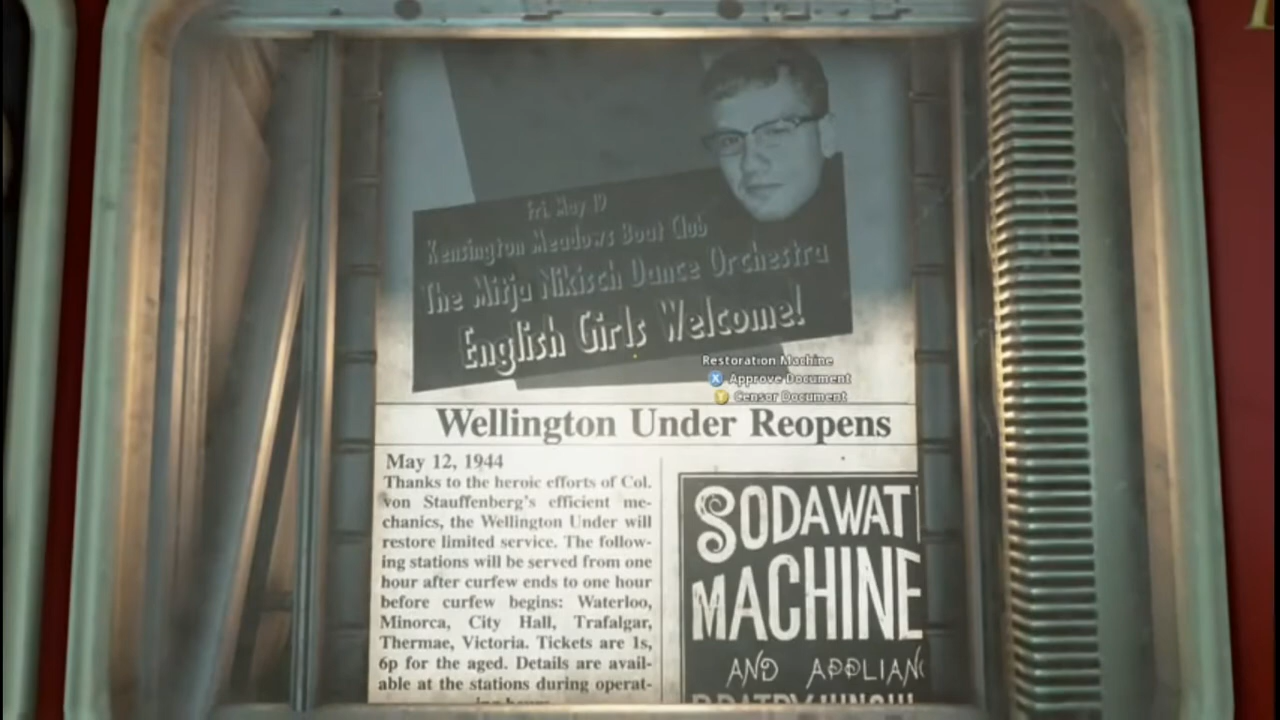 Fri. May 19
Kensington Meadows Boat Club
The Mitja Nikisch Dance Orchestra
English Girls Welcome!
Restoration Machine
X Approve Document
Y Censor Document
Wellington Under Reopens
May 12, 1944
Thanks to the heroic efforts of Col.
von Stauffenberg's efficient me-
chanics, the Wellington Under will
restore limited service. The follow-
ing stations will be served from one
hour after curfew ends to one hour
before curfew begins: Waterloo,
Minorca, City Hall, Trafalgar,
Thermae, Victoria. Tickets are 1s,
6p for the aged. Details are avail-
able at the stations during operat-
ing hours
SODAWAT
MACHINE
AND APPLIANC